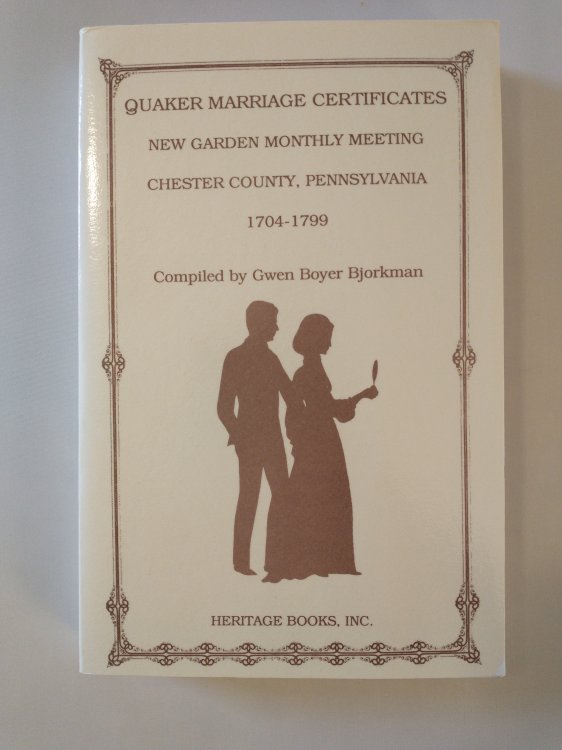 QUAKER MARRIAGE CERTIFICATES
NEW GARDEN MONTHLY MEETING
CHESTER COUNTY, PENNSYLVANIA
1704-1799
Compiled by Gwen Boyer Bjorkman
HERITAGE BOOKS, INC.